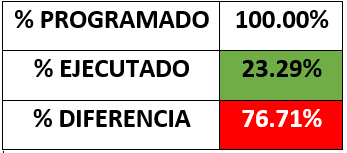 % PROGRAMADO 100.00%
% EJECUTADO 23.29%
% DIFERENCIA 76.71%